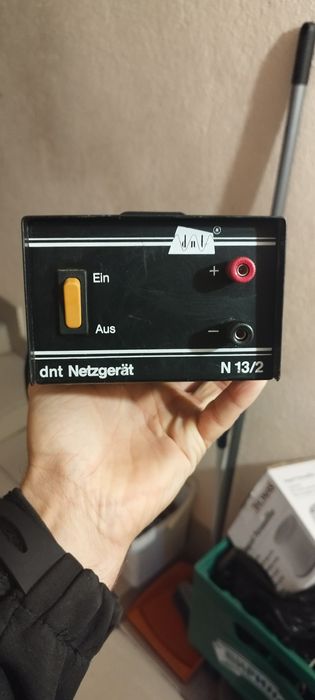 dnt
®
Ein
+
Aus
−
dnt Netzgerät N 13/2